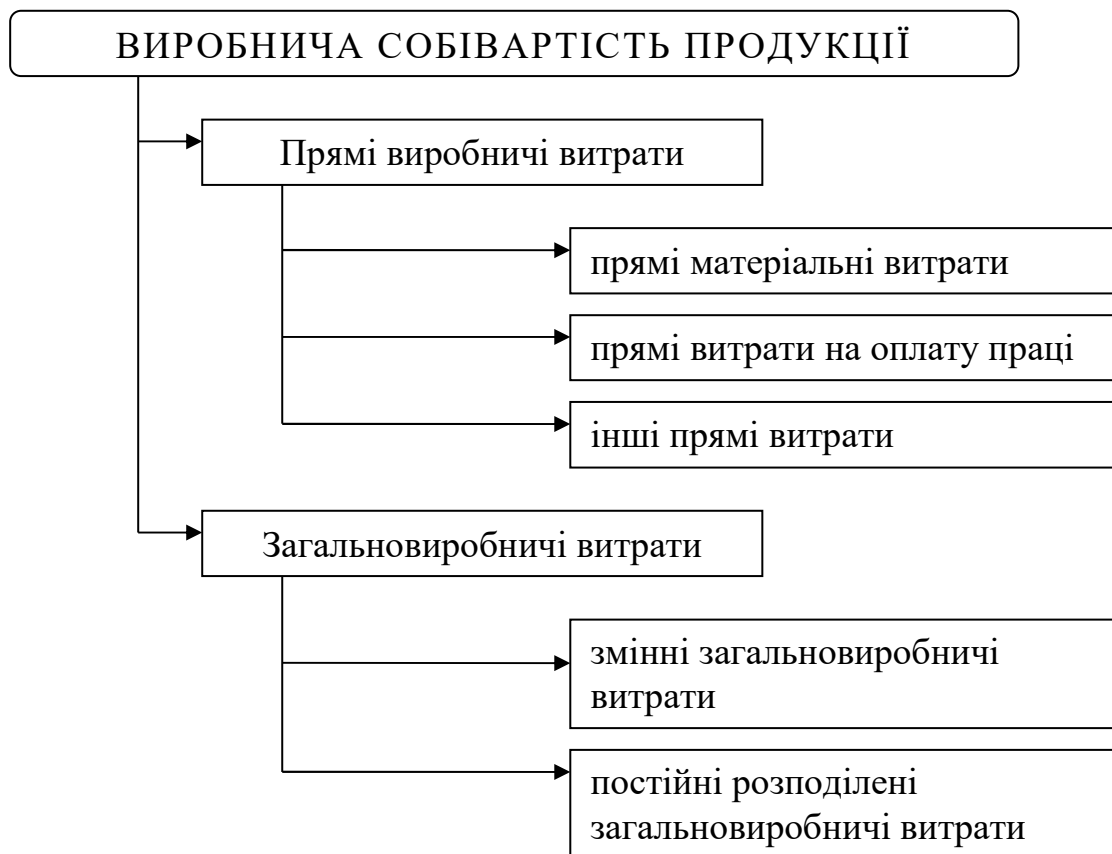 ВИРОБНИЧА СОБІВАРТІСТЬ ПРОДУКЦІЇ
Прямі виробничі витрати
прямі матеріальні витрати
прямі витрати на оплату праці
інші прямі витрати
Загальновиробничі витрати
змінні загальновиробничі
витрати
постійні розподілені
загальновиробничі витрати